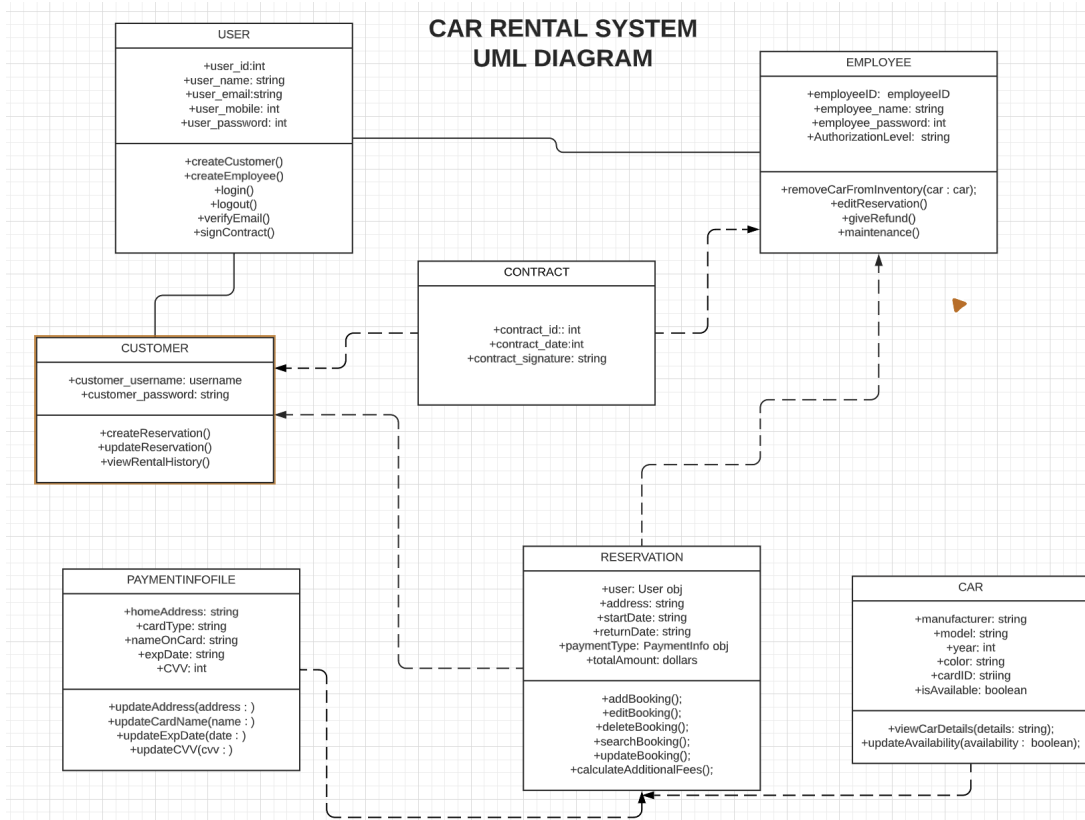 CAR RENTAL SYSTEM
UML DIAGRAM
USER
+user_id:int
+user_name: string
+user_email:string
+user_mobile: int
+user_password: int
+createCustomer()
+createEmployee()
+login()
+logout()
+verifyEmail()
+signContract()
EMPLOYEE
+employeeID:  employeeID
+employee_name: string
+employee_password: int
+AuthorizationLevel:  string
+removeCarFromInventory(car : car);
+editReservation()
+giveRefund()
+maintenance()
CONTRACT
+contract_id:: int
+contract_date:int
+contract_signature: string
CUSTOMER
+customer_username: username
+customer_password: string
+createReservation()
+updateReservation()
+viewRentalHistory()
PAYMENTINFOFILE
+homeAddress: string
+cardType: string
+nameOnCard: string
+expDate: string
+CVV: int
+updateAddress(address : )
+updateCardName(name : )
+updateExpDate(date : )
+updateCVV(cvv : )
RESERVATION
+user: User obj
+address: string
+startDate: string
+returnDate: string
+paymentType: PaymentInfo obj
+totalAmount: dollars
+addBooking();
+editBooking();
+deleteBooking();
+searchBooking();
+updateBooking();
+calculateAdditionalFees();
CAR
+manufacturer: string
+model: string
+year: int
+color: string
+cardID: striing
+isAvailable: boolean
+viewCarDetails(details: string);
+updateAvailability(availability :  boolean);